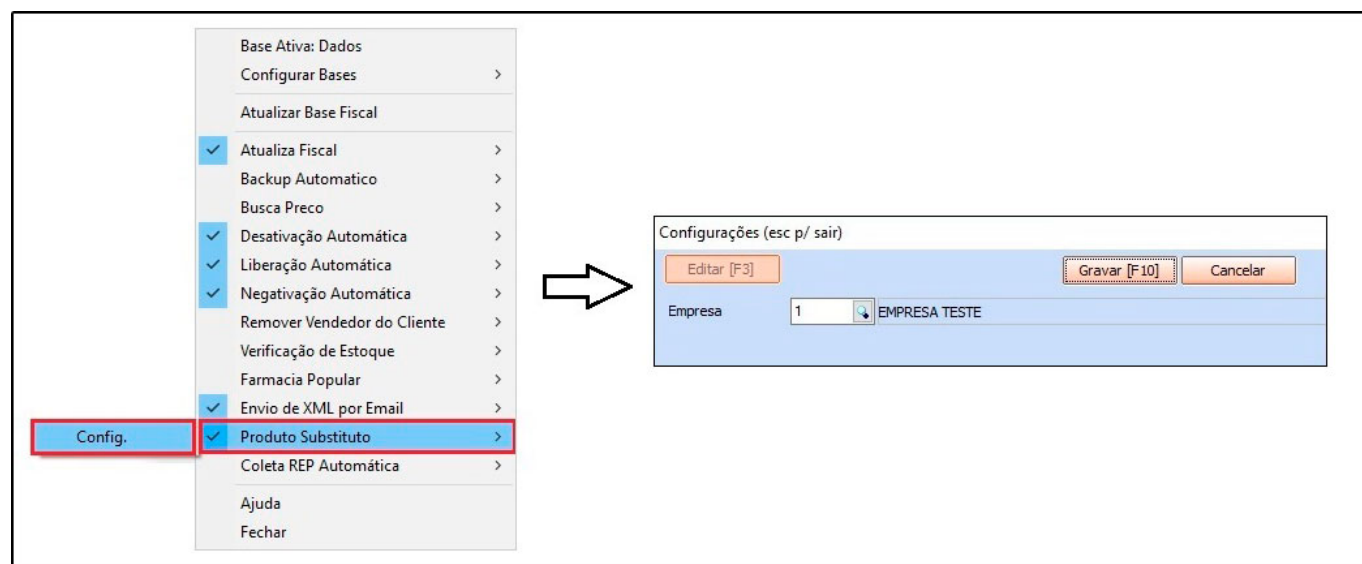 Base Ativa: Dados
Configurar Bases
Atualizar Base Fiscal
Atualiza Fiscal
Backup Automatico
Busca Preco
Desativação Automática
Liberação Automática
Negativação Automática
Remover Vendedor do Cliente
Verificação de Estoque
Farmacia Popular
Envio de XML por Email
Config.
Produto Substituto
Coleta REP Automática
Ajuda
Fechar
Configurações (esc p/ sair)
Editar [F3]
Gravar [F10]
Cancelar
Empresa
1
EMPRESA TESTE